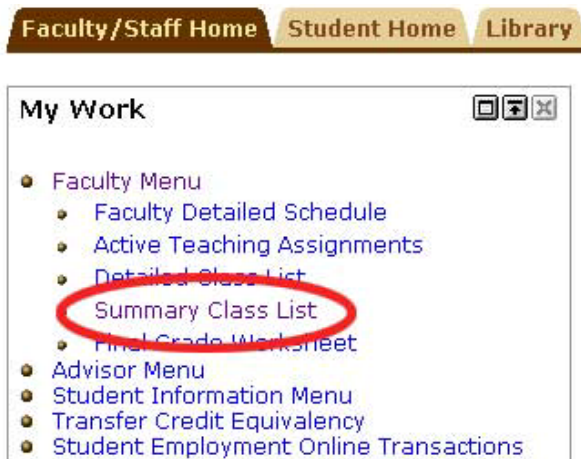 Faculty/Staff Home Student Home Library
My Work
Faculty Menu
Faculty Detailed Schedule
Active Teaching Assignments
Detailed Class List
Summary Class List
Final Grade Worksheet
Advisor Menu
Student Information Menu
Transfer Credit Equivalency
Student Employment Online Transactions